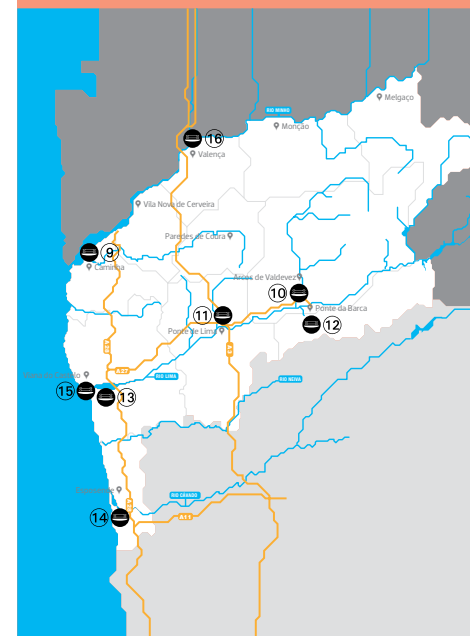 Melgaço
RIO MINHO
Monção
16
Valença
Vila Nova de Cerveira
Paredes de Coura
9
Caminha
Arcos de Valdevez
10
Ponte da Barca
11
12
Ponte de Lima
RIO LIMA
15
13
RIO NEIVA
RIO CÁVADO
14
A11